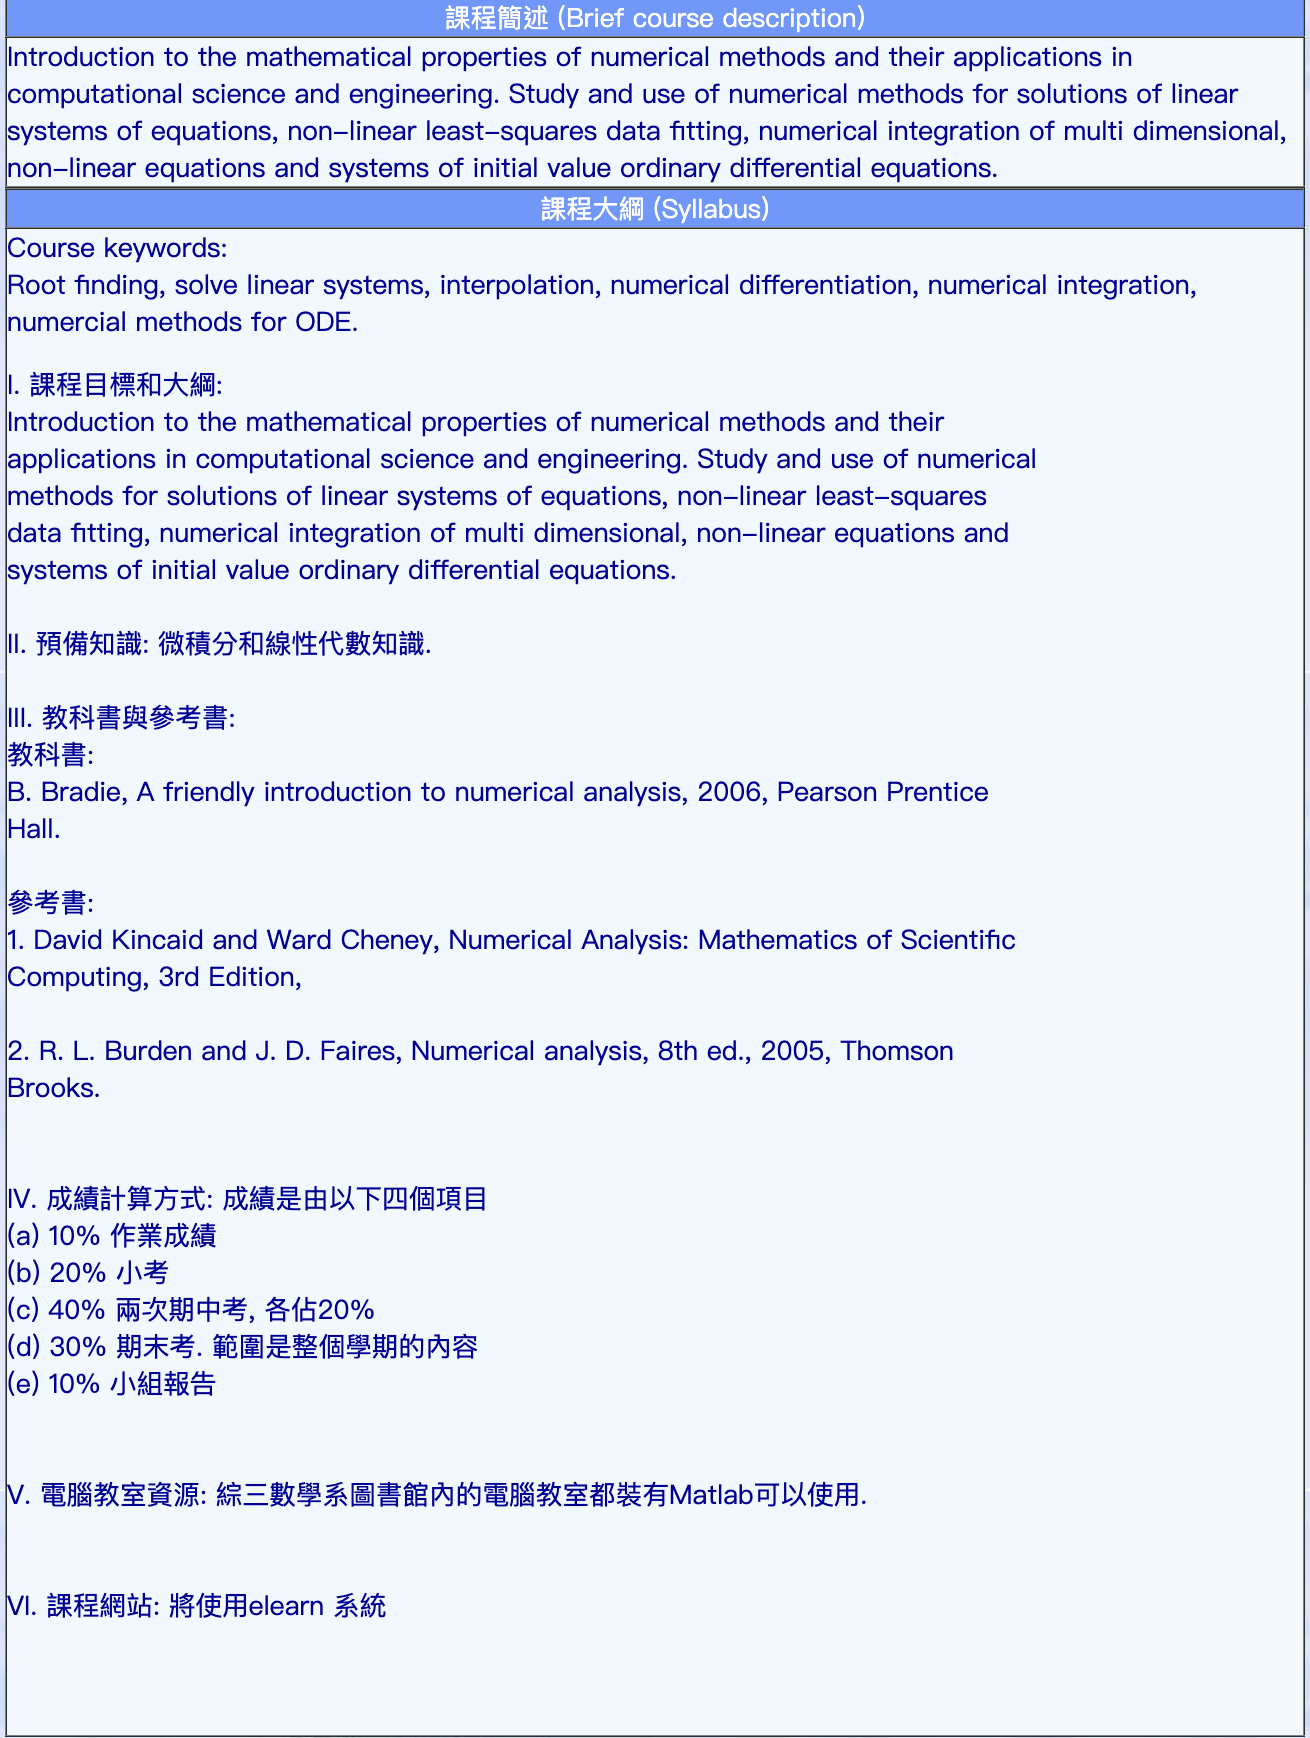 課程簡述 (Brief course description)
Introduction to the mathematical properties of numerical methods and their applications in
computational science and engineering. Study and use of numerical methods for solutions of linear
systems of equations, non–linear least–squares data fitting, numerical integration of multi dimensional,
non–linear equations and systems of initial value ordinary differential equations.
課程大綱 (Syllabus)
Course keywords:
Root finding, solve linear systems, interpolation, numerical differentiation, numerical integration,
numercial methods for ODE.
I. 課程目標和大綱:
Introduction to the mathematical properties of numerical methods and their
applications in computational science and engineering. Study and use of numerical
methods for solutions of linear systems of equations, non–linear least–squares
data fitting, numerical integration of multi dimensional, non–linear equations and
systems of initial value ordinary differential equations.
II. 預備知識: 微積分和線性代數知識.
III. 教科書與參考書:
教科書:
B. Bradie, A friendly introduction to numerical analysis, 2006, Pearson Prentice
Hall.
參考書:
1. David Kincaid and Ward Cheney, Numerical Analysis: Mathematics of Scientific
Computing, 3rd Edition,
2. R. L. Burden and J. D. Faires, Numerical analysis, 8th ed., 2005, Thomson
Brooks.
IV. 成績計算方式: 成績是由以下四個項目
(a) 10% 作業成績
(b) 20% 小考
(c) 40% 兩次期中考, 各佔20%
(d) 30% 期末考. 範圍是整個學期的內容
(e) 10% 小組報告
V. 電腦教室資源: 綜三數學系圖書館內的電腦教室都裝有Matlab可以使用.
VI. 課程網站: 將使用elearn 系統